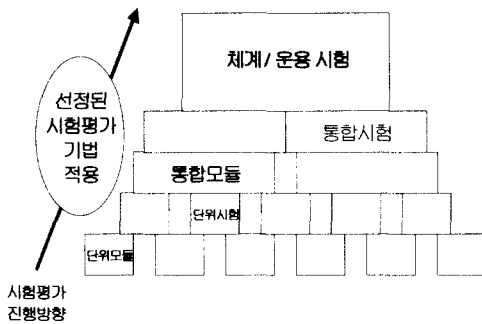 체계 / 운용 시험
선정된
시험평가
기법
적용
통합시험
통합모듈
단위시험
단위모듈
시험평가
진행방향